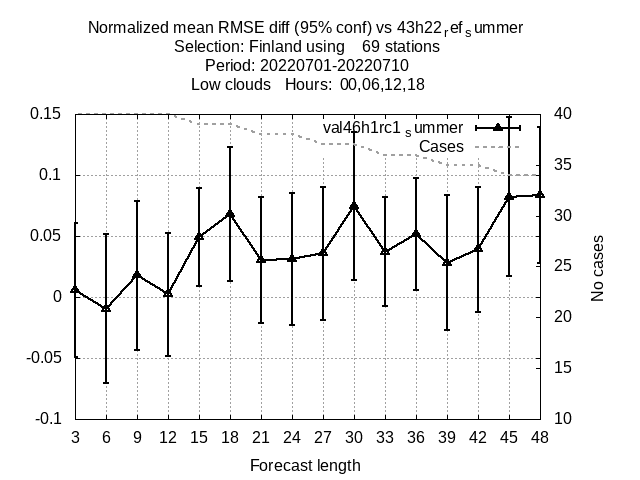 Normalized mean RMSE diff (95% conf) vs 43h22ref summer
Selection: Finland using 69 stations
Period: 20220701-20220710
Low clouds Hours: 00,06,12,18
val46h1rc1summer
Cases
0.15
0.1
0.05
0
-0.05
-0.1
40
35
30
25
20
15
10
No cases
3 6 9 12 15 18 21 24 27 30 33 36 39 42 45 48
Forecast length